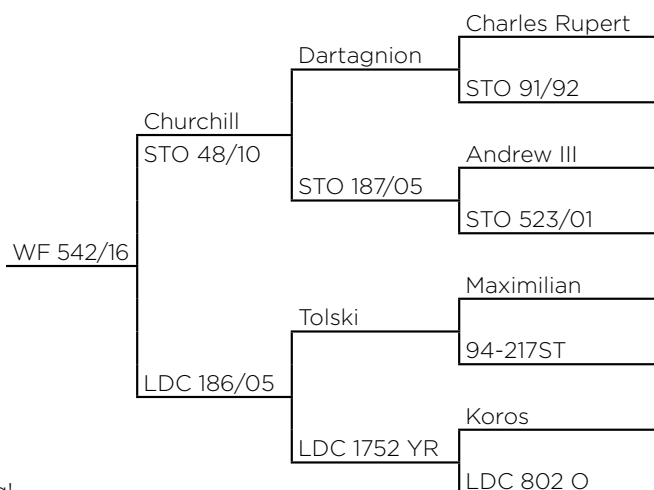 Charles Rupert
Dartagnion
STO 91/92
Churchill
STO 48/10
Andrew III
STO 187/05
STO 523/01
WF 542/16
Maximilian
Tolski
94-217ST
LDC 186/05
Koros
LDC 1752 YR
LDC 802 O